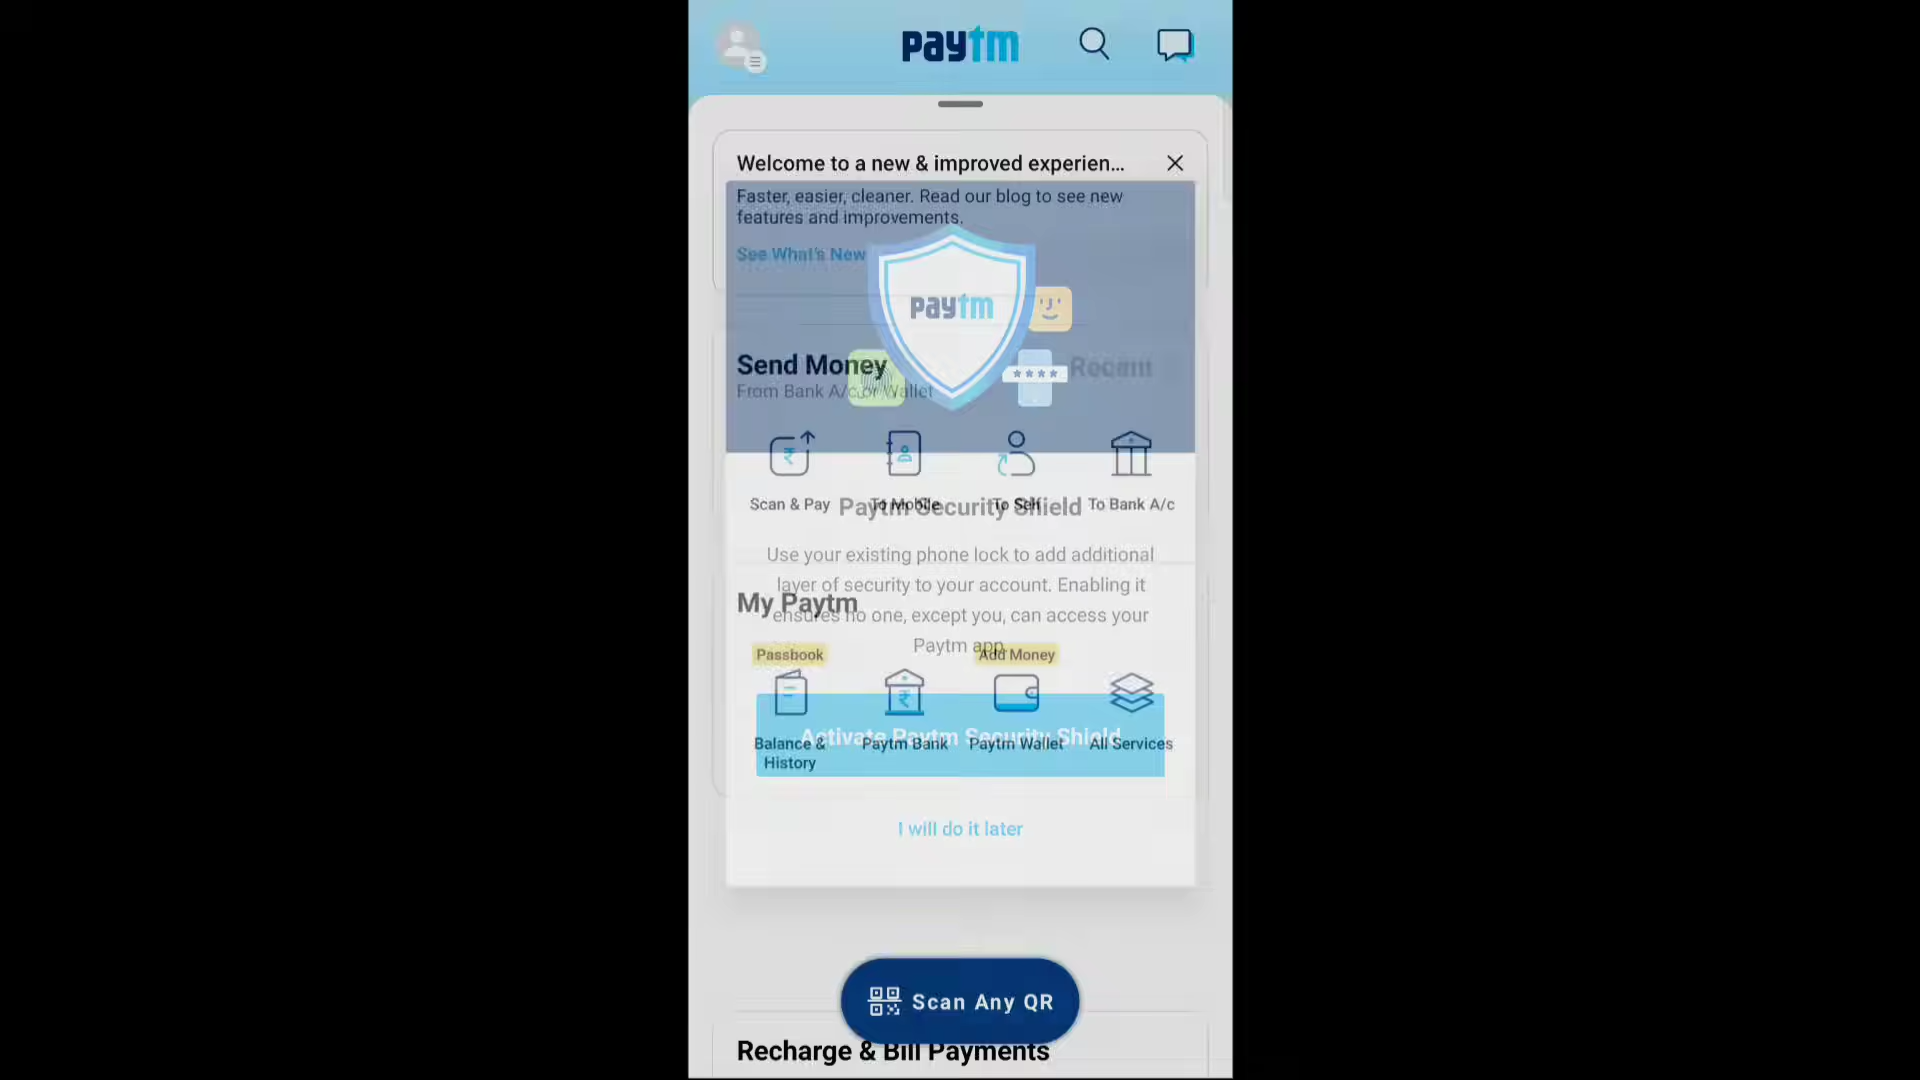 paytm
Welcome to a new & improved experien...
Faster, easier, cleaner. Read our blog to see new
features and improvements.
See What's New
paytm
Send Money
Recent
From Bank A/c or Wallet
Scan & Pay
To Mobile
To Self
To Bank A/c
Paytm Security Shield
Use your existing phone lock to add additional
layer of security to your account. Enabling it
ensures no one, except you, can access your
Paytm app.
My Paytm
Passbook
Add Money
Activate Paytm Security Shield
Balance &
History
Paytm Bank
Paytm Wallet
All Services
I will do it later
Scan Any QR
Recharge & Bill Payments